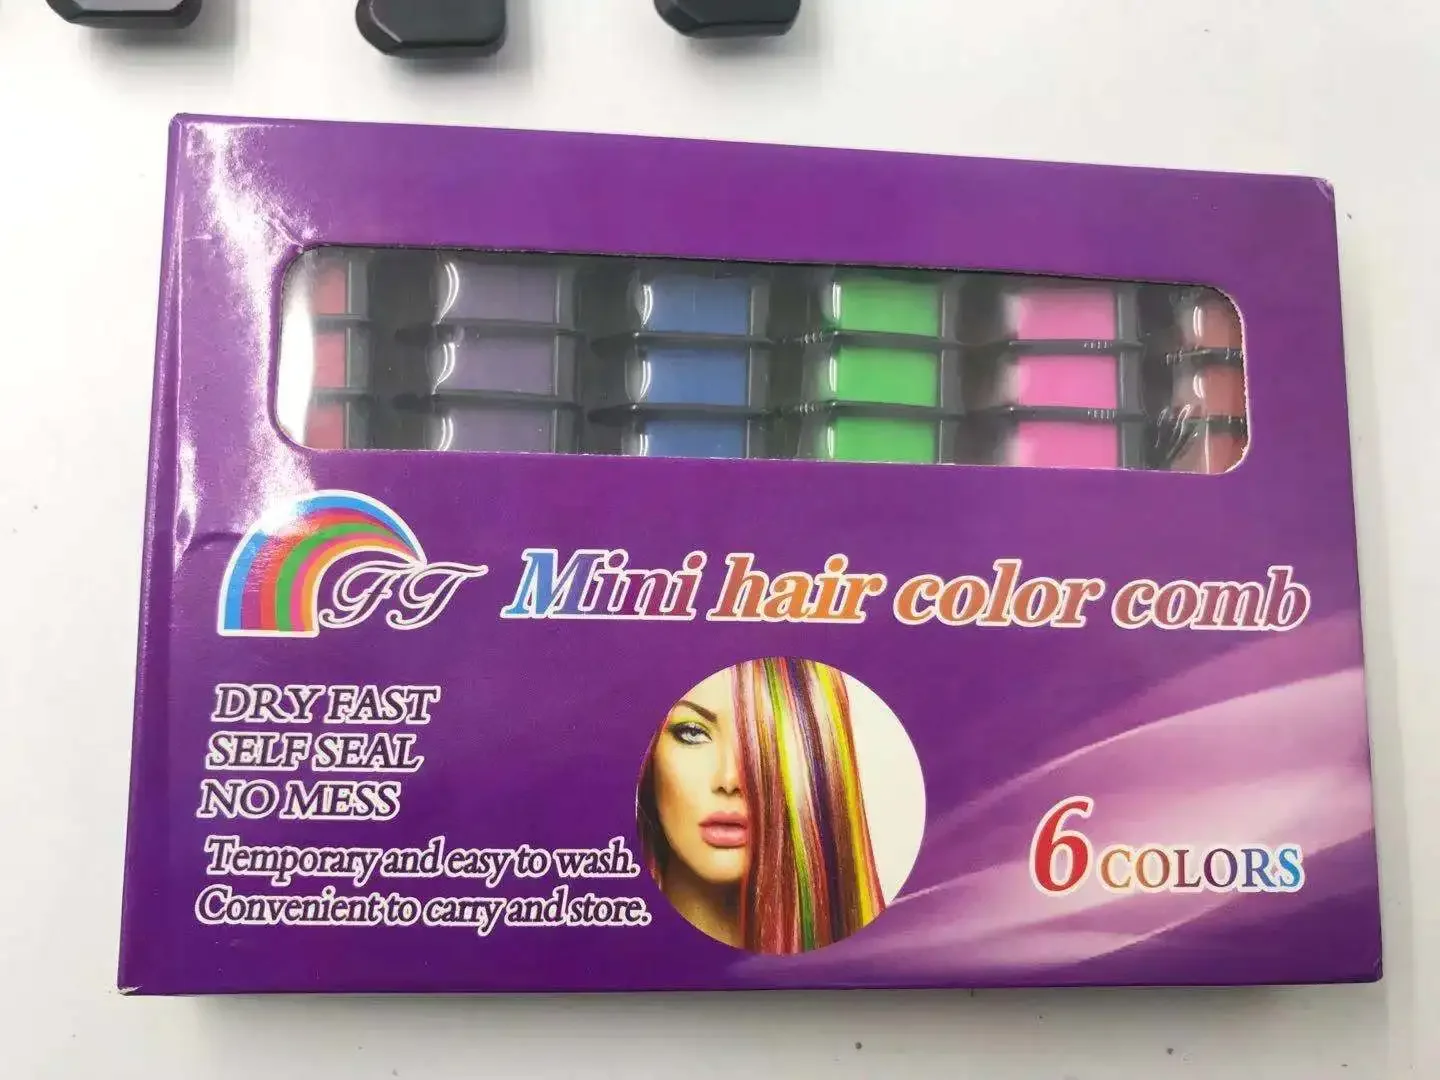 FT
Mini hair color comb
DRY FAST
SELF SEAL
NO MESS
Temporary and easy to wash.
Convenient to carry and store.
6 COLORS